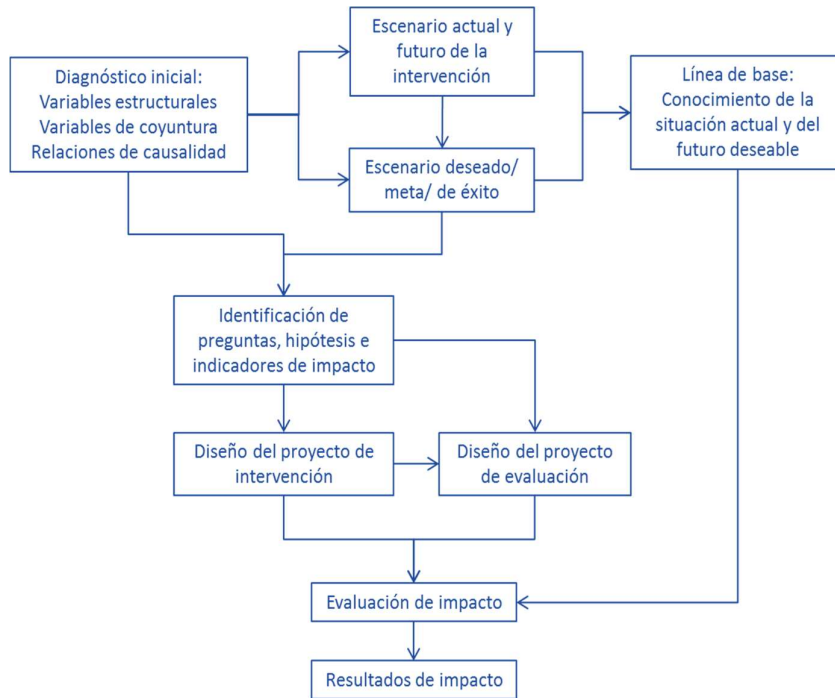 Diagnóstico inicial:
Variables estructurales
Variables de coyuntura
Relaciones de causalidad
Escenario actual y
futuro de la
intervención
Escenario deseado/
meta/ de éxito
Línea de base:
Conocimiento de la
situación actual y del
futuro deseable
Identificación de
preguntas, hipótesis e
indicadores de impacto
Diseño del proyecto de
intervención
Diseño del proyecto
de evaluación
Evaluación de impacto
Resultados de impacto